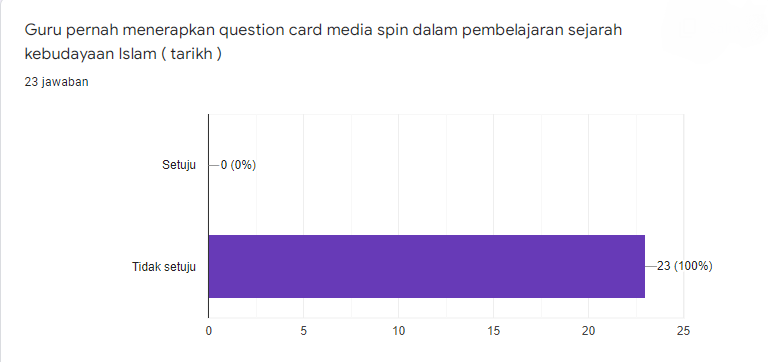 Guru pernah menerapkan question card media spin dalam pembelajaran sejarah
kebudayaan Islam ( tarikh )
23 jawaban
Setuju
0 (0%)
Tidak setuju
23 (100%)
0 5 10 15 20 25